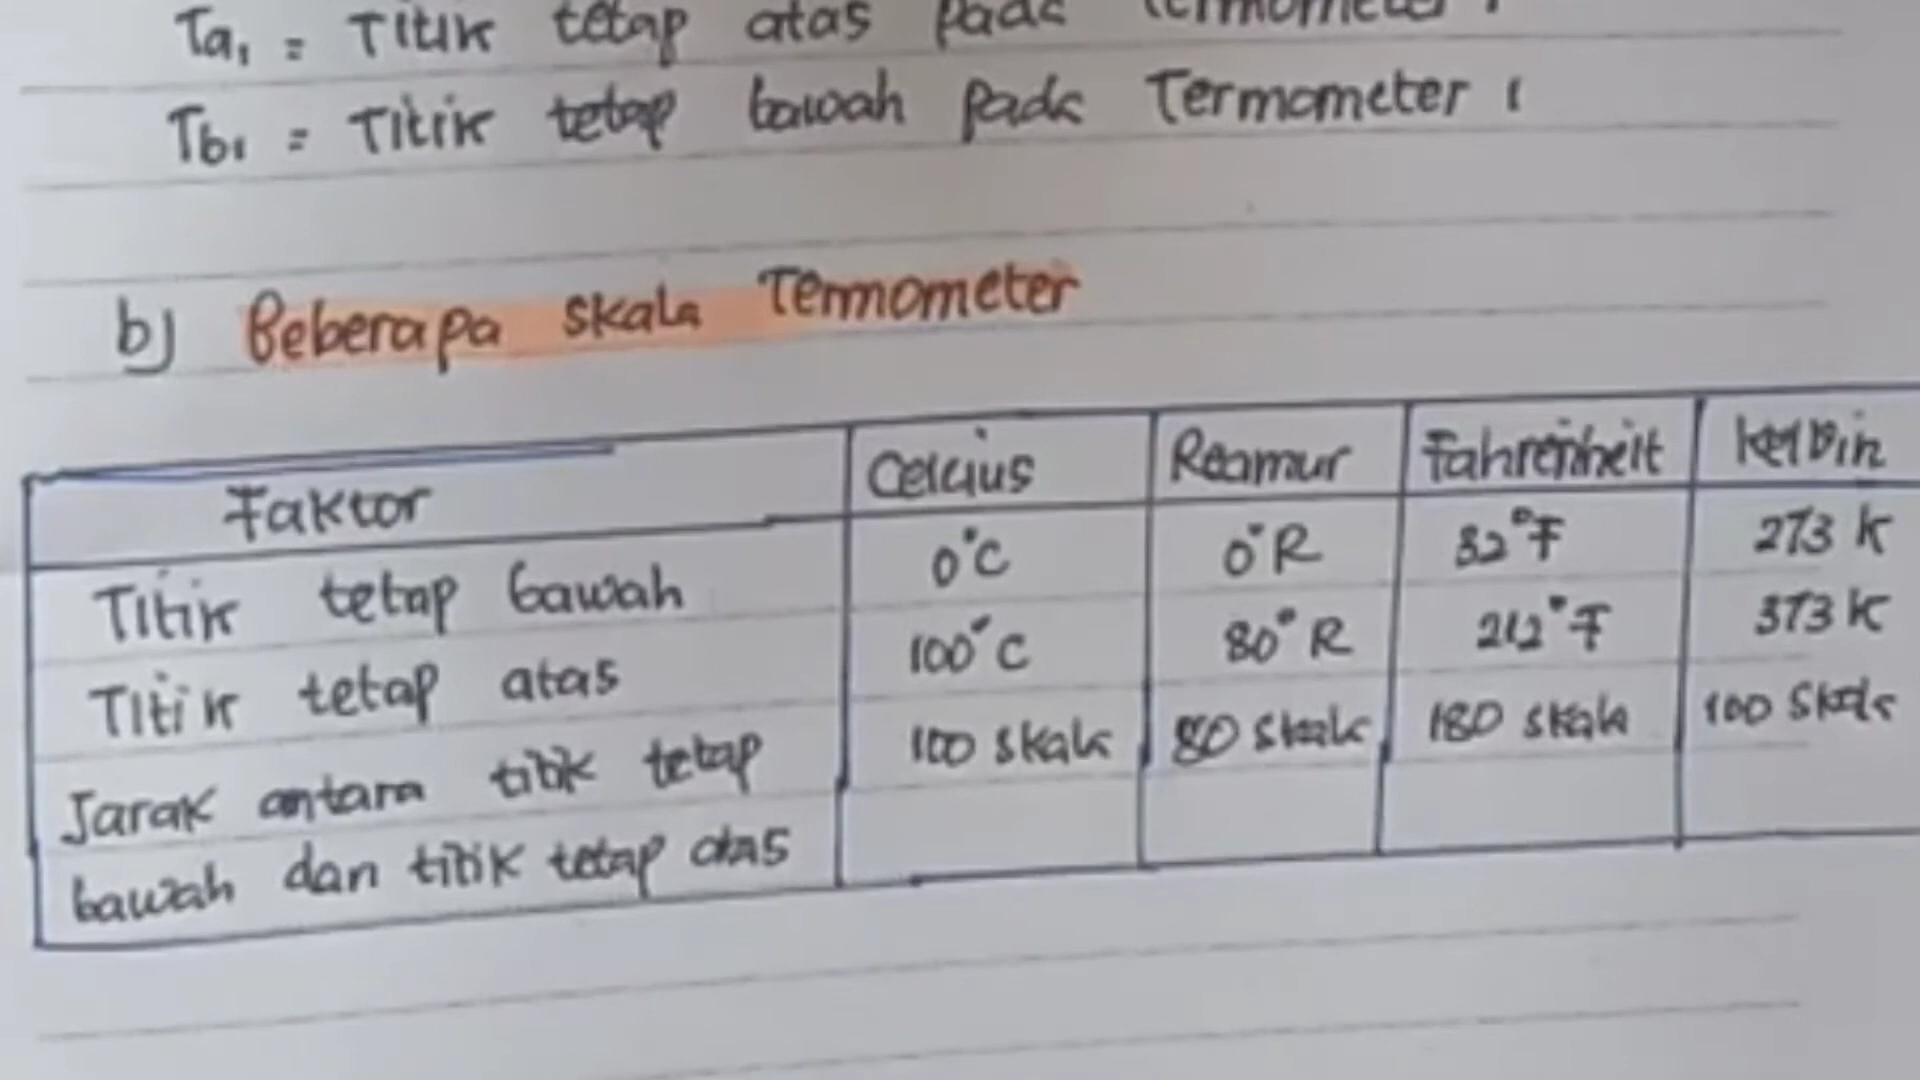 Ta₁ = Titik tetap atas pada Termometer 1
Tb₁ = Titik tetap bawah pada Termometer 1
b) Beberapa skala Termometer
Faktor Celcius Reamur Fahrenheit Kelvin
Titik tetap bawah 0°C 0°R 32°F 273 K
Titik tetap atas 100°C 80°R 212°F 373 K
Jarak antara titik tetap 100 skala 80 skala 180 skala 100 skala
bawah dan titik tetap atas